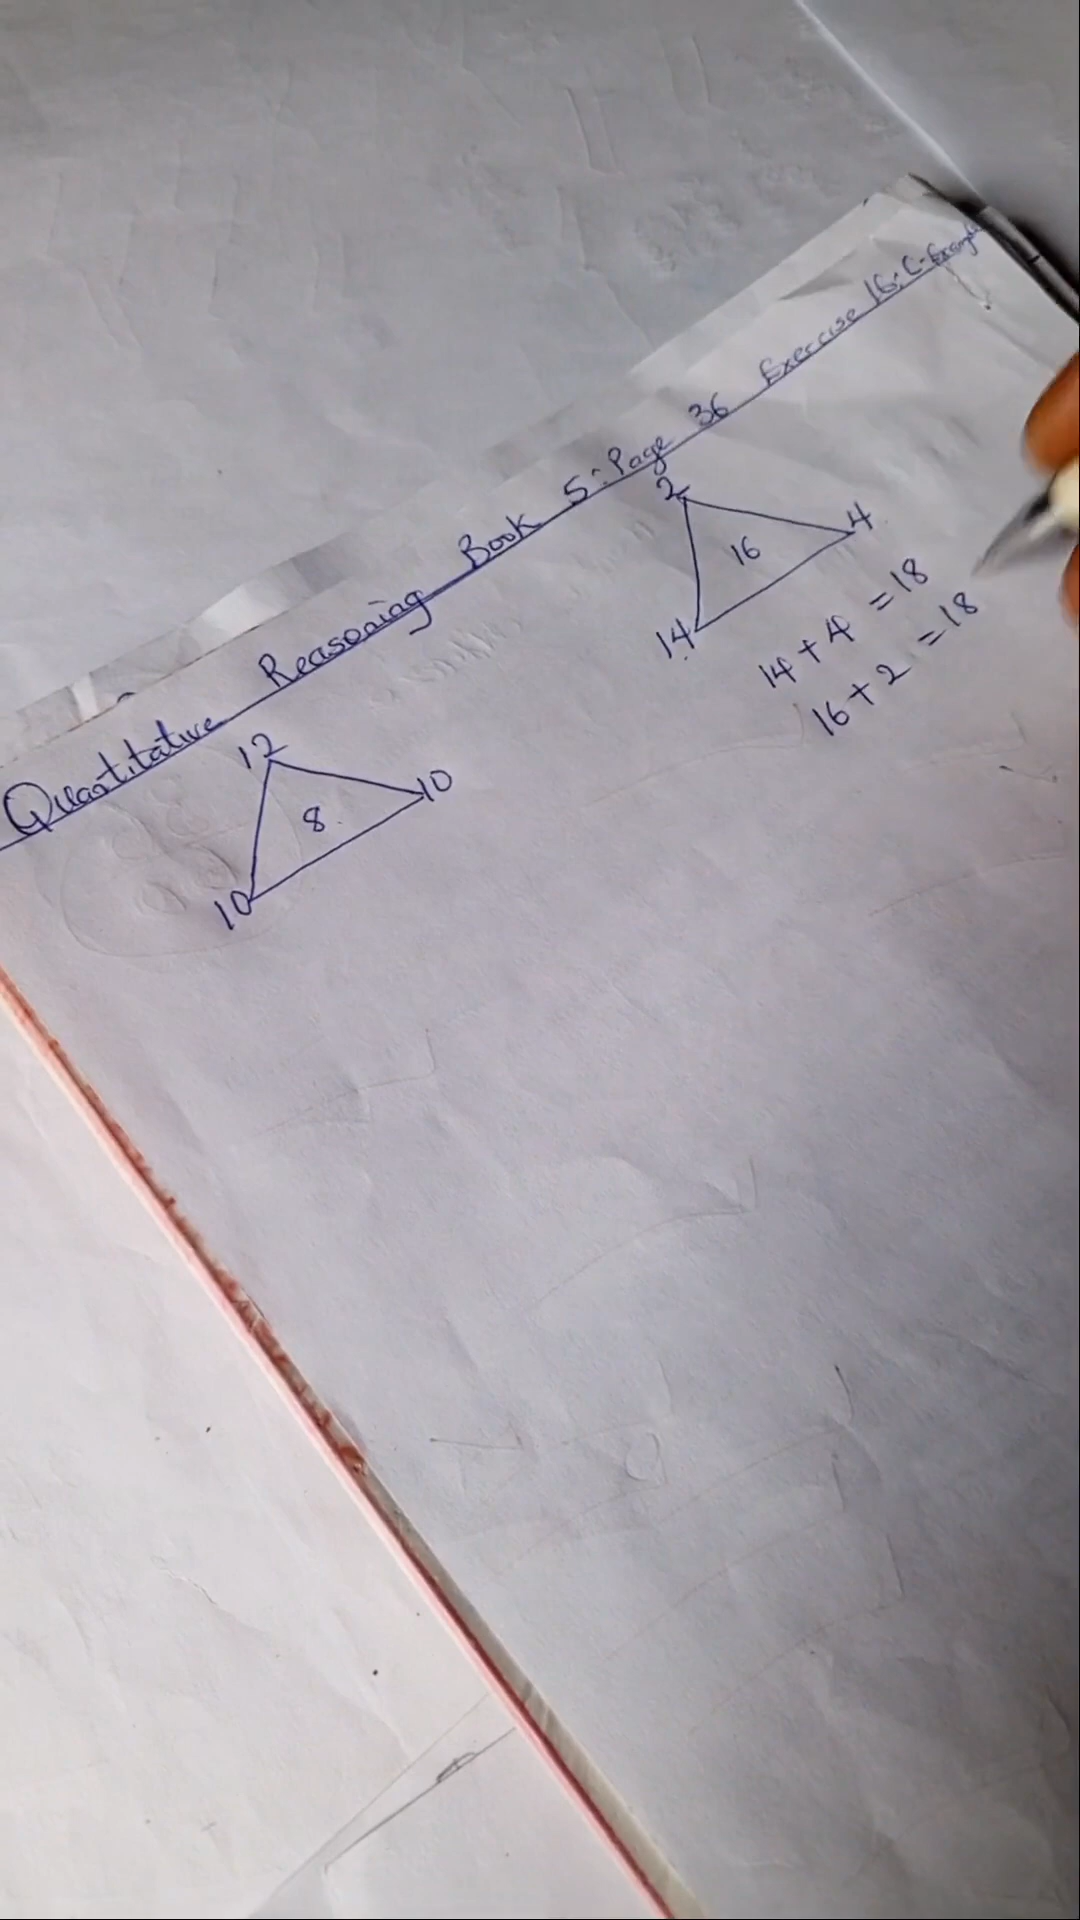 Quantitative Reasoning Book 5: Page 36 Exercise 16: C - Example
12
8
10
10
2
16
4
14
14 + 4 = 18
16 + 2 = 18